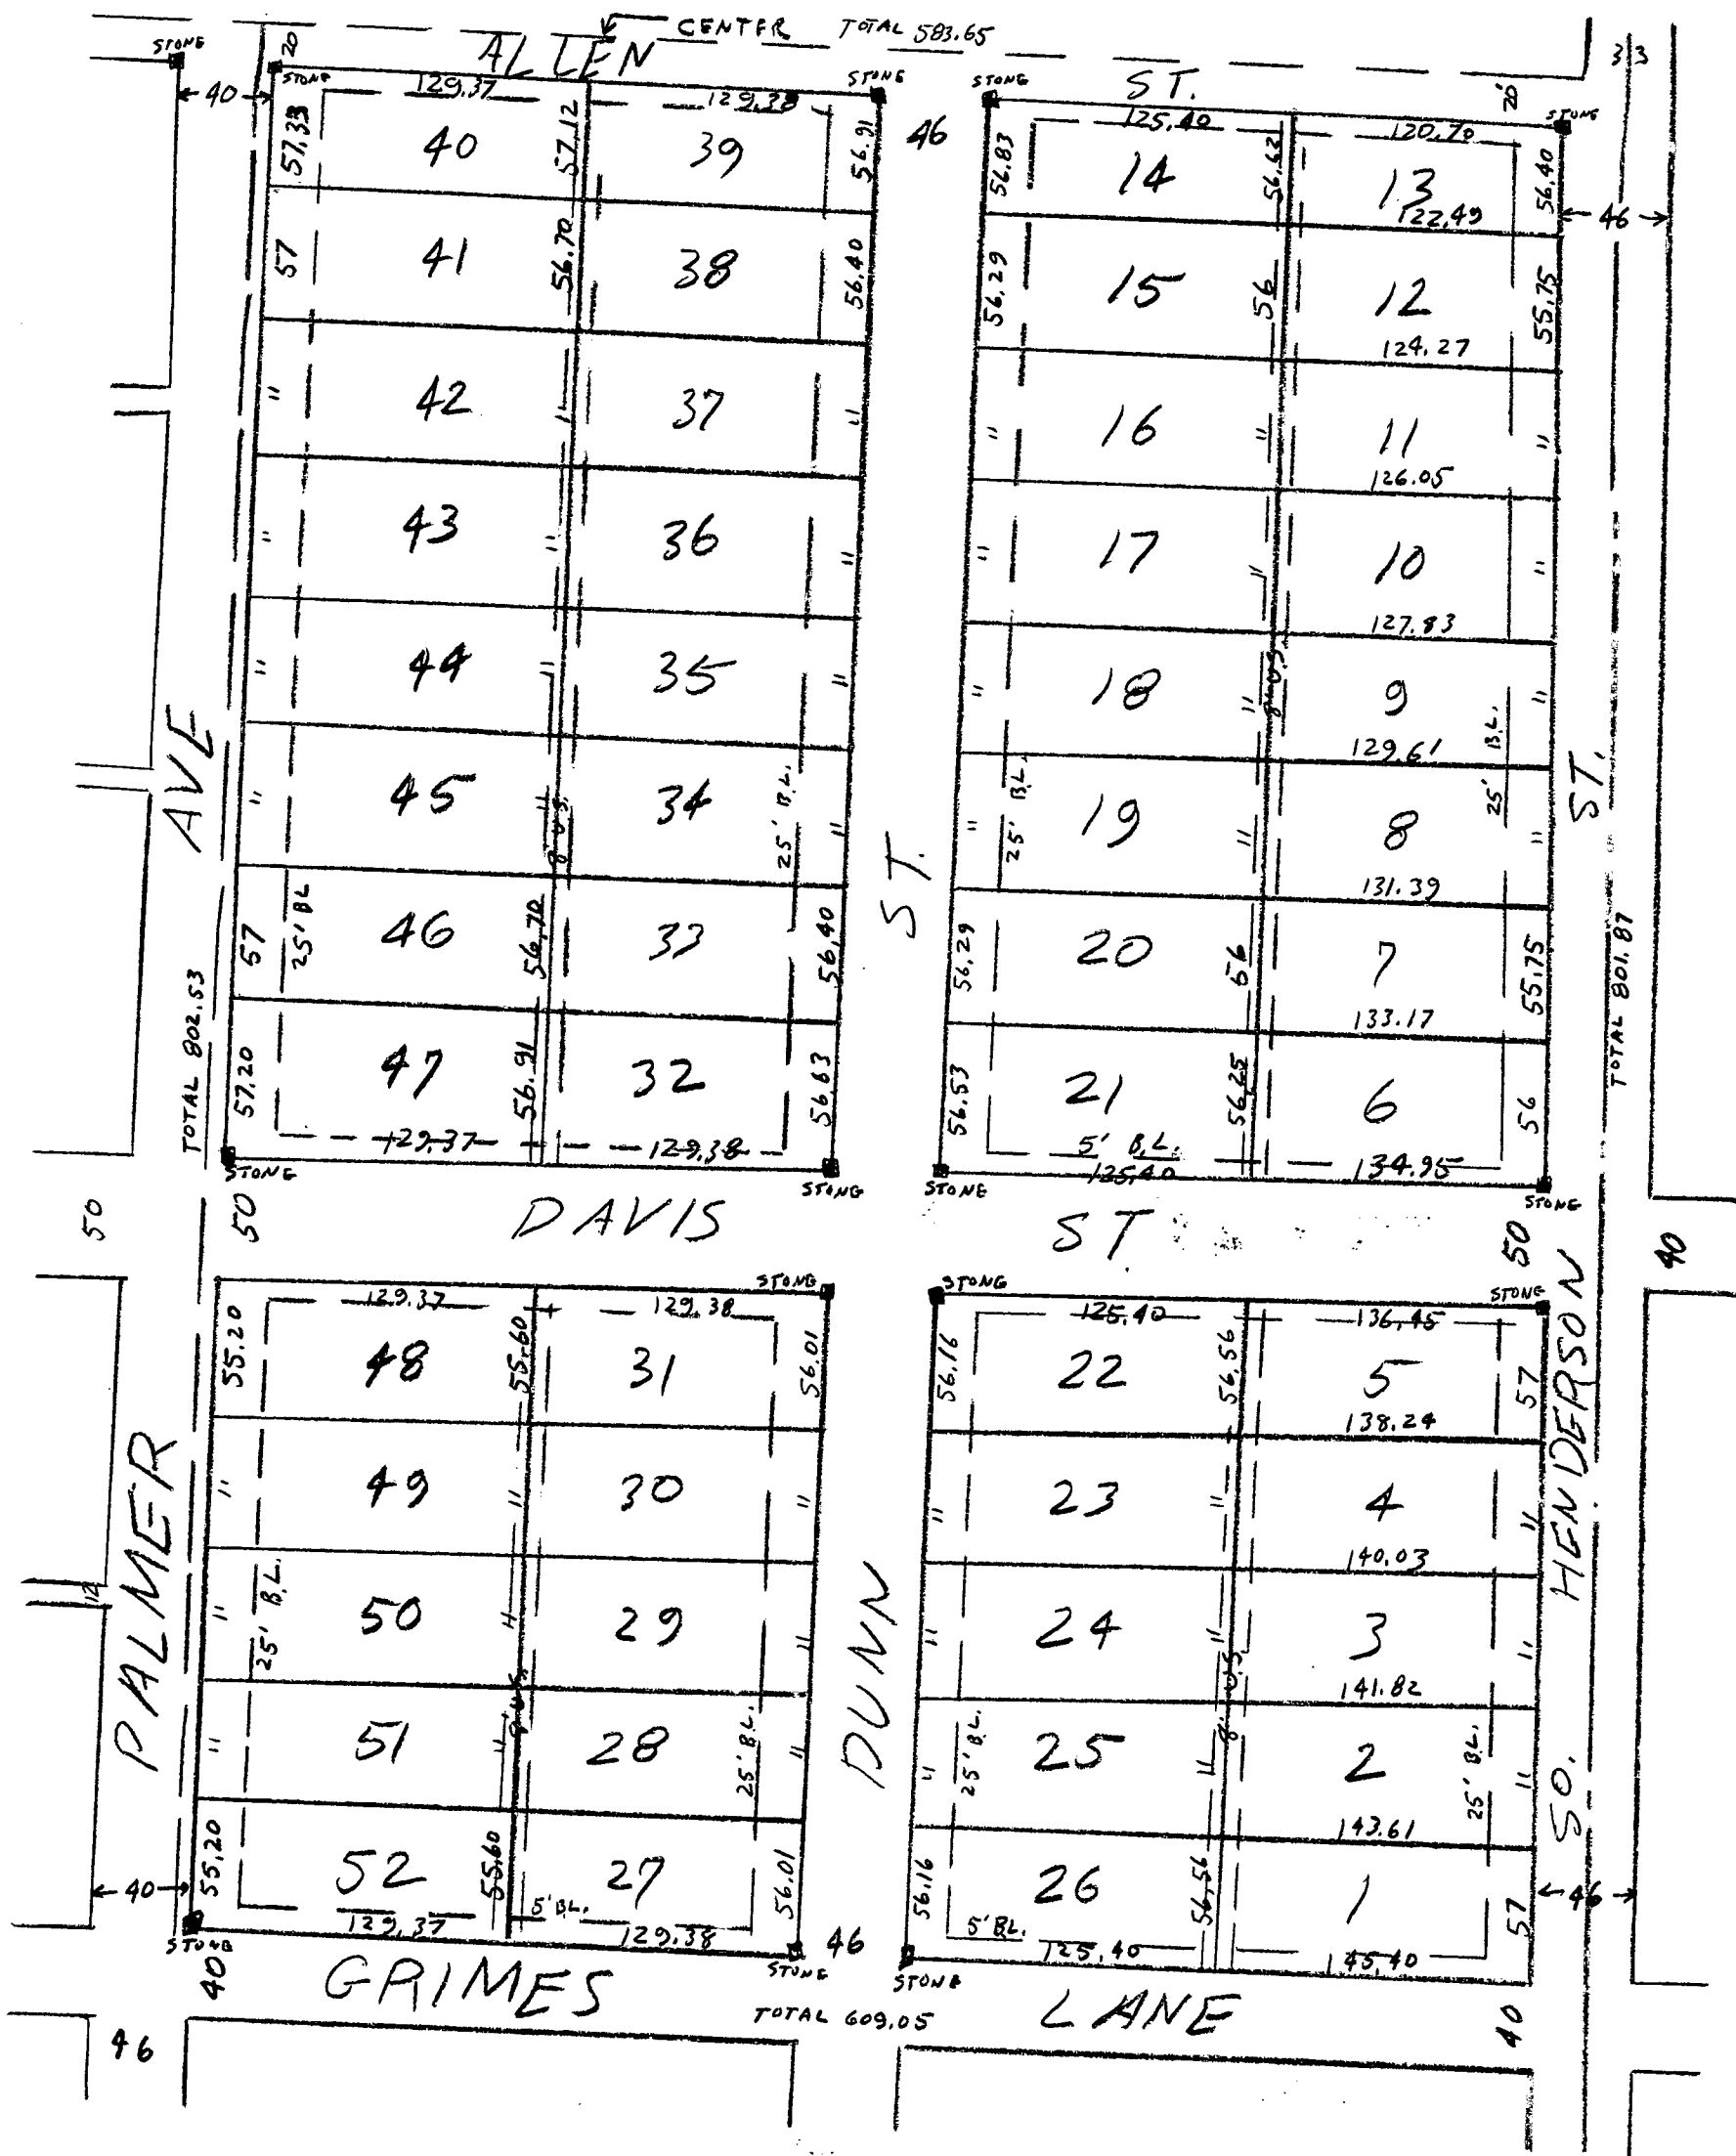 CENTER TOTAL 583.65
STONE 20 ALLEN
STONE STONE STONE ST. 20' STONE 33
40 129.37 129.38 46 125.40 120.70
57.33 40 57.12 39 56.91 56.83 14 56.62 13 56.40
122.49 46
57 41 56.70 38 56.40 56.29 15 56 12 55.75
124.27
" 42 " 37 " " 16 " 11 "
126.05
" 43 " 36 " " 17 " 10 "
127.83
" 44 " 35 " " 18 " 8' U.S. 9 "
129.61
AVE " 45 " 8' U.S. 34 25' B.L. " ST. " 25' B.L. 19 " 8 25' B.L. " ST.
131.39
57 25' BL 46 56.70 33 56.40 56.29 20 56 7 55.75
133.17
TOTAL 802.53 TOTAL 801.87
57.20 47 56.91 32 56.63 56.53 21 56.25 6 56
129.37 129.38 5' B.L. 125.40 134.95
STONE STONE STONE STONE
50 50 DAVIS ST 50 40
STONE STONE STONE
129.37 129.38 125.40 136.45
55.20 48 55.60 31 56.01 56.16 22 56.56 5 57
138.24
" 49 " 30 " " 23 " 4 "
140.03
12 PALMER " 25' B.L. 50 " 29 " DUNN " 24 " 3 " SO. HENDERSON
8' U.S. 8' U.S. 141.82
" 51 " 28 25' B.L. " " 25' B.L. 25 " 2 25' B.L. "
143.61
40 55.20 52 55.60 27 56.01 56.16 26 56.56 1 57 46
129.37 5' BL. 129.38 46 5' BL. 125.40 145.40
STONE STONE STONE
40 GRIMES LANE 40
TOTAL 609.05
46